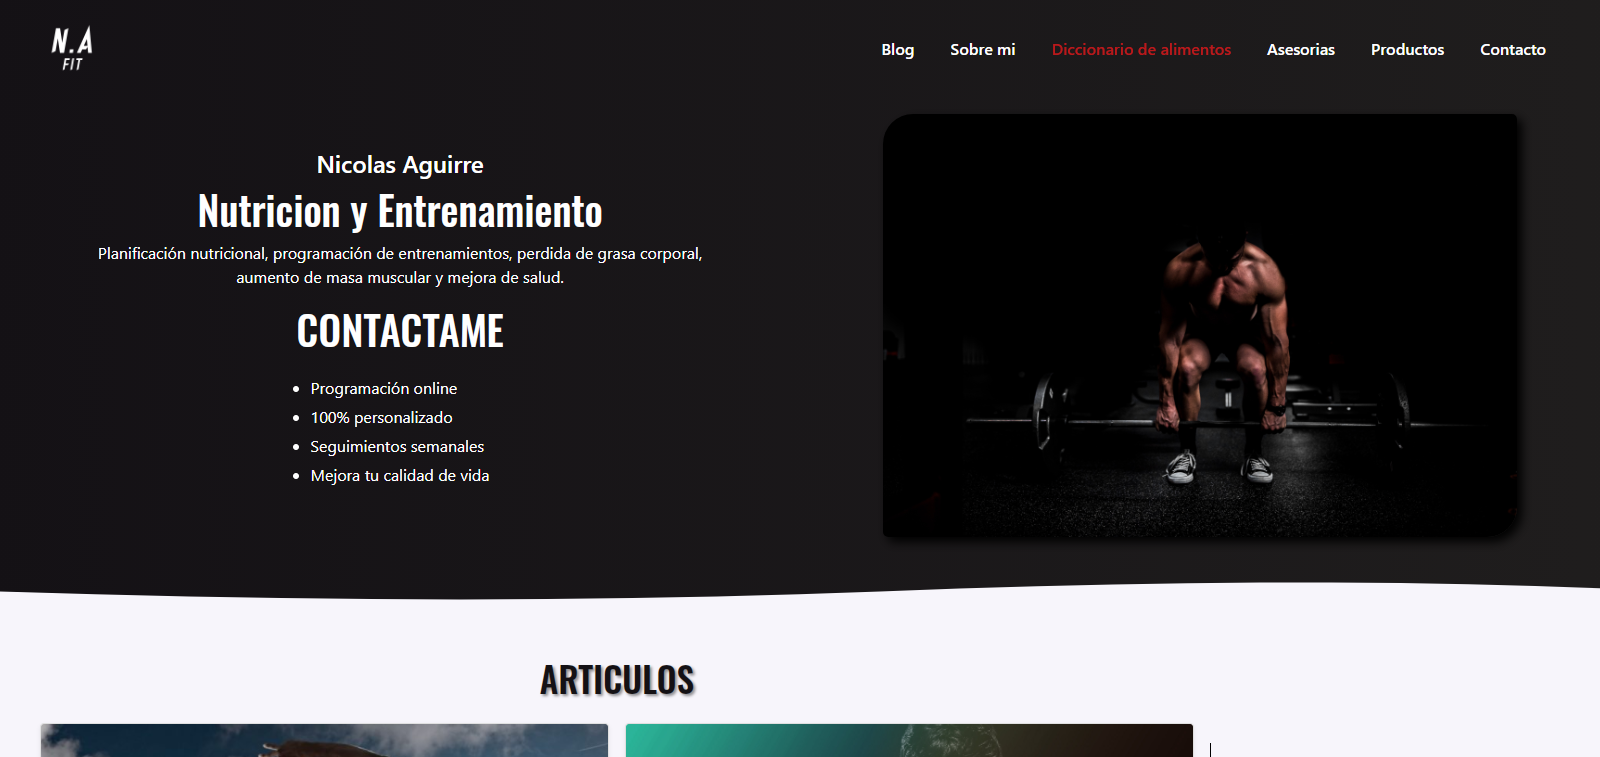 N.A
FIT
Blog
Sobre mi
Diccionario de alimentos
Asesorias
Productos
Contacto
Nicolas Aguirre
Nutricion y Entrenamiento
Planificación nutricional, programación de entrenamientos, perdida de grasa corporal,
aumento de masa muscular y mejora de salud.
CONTACTAME
Programación online
100% personalizado
Seguimientos semanales
Mejora tu calidad de vida
ARTICULOS